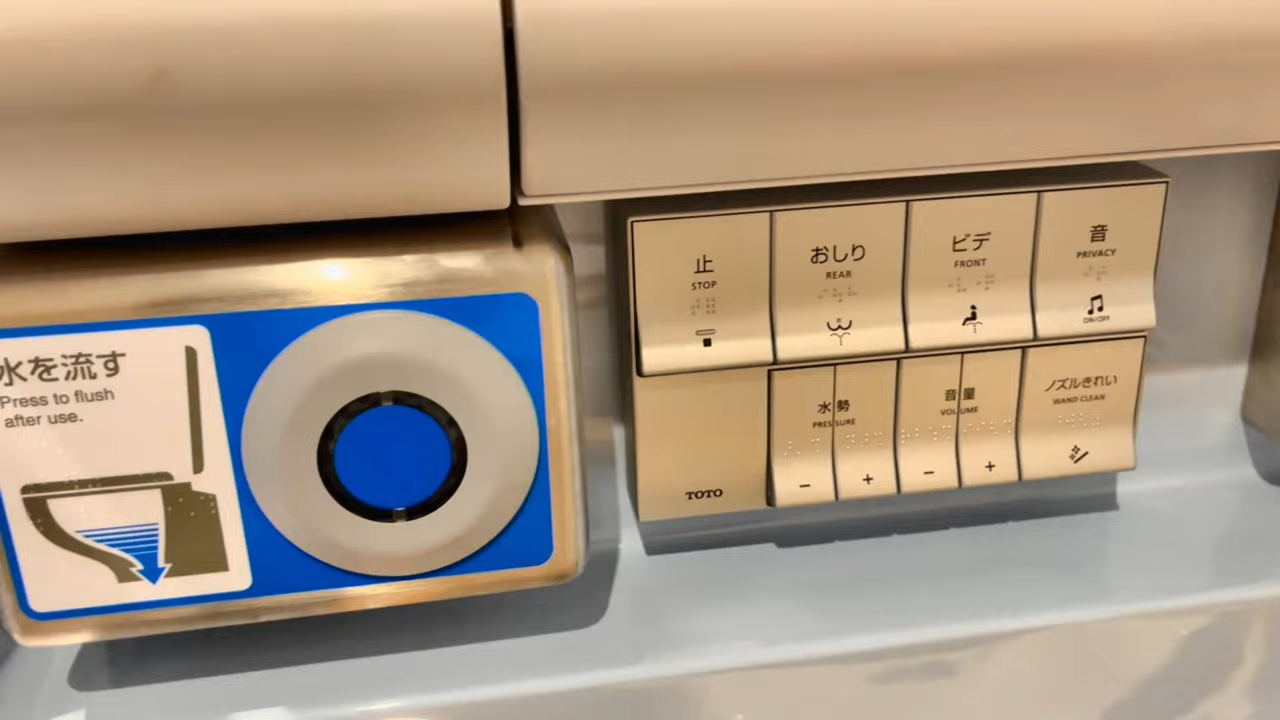 水を流す
Press to flush
after use.
止
STOP
おしり
REAR
ビデ
FRONT
音
PRIVACY
ON/OFF
水勢
PRESSURE
- +
音量
VOLUME
- +
ノズルきれい
WAND CLEAN
TOTO